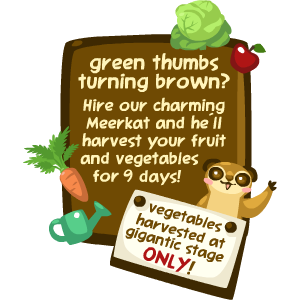 green thumbs
turning brown?
Hire our charming
Meerkat and he'll
harvest your fruit
and vegetables
for 9 days!
vegetables
harvested at
gigantic stage
ONLY!